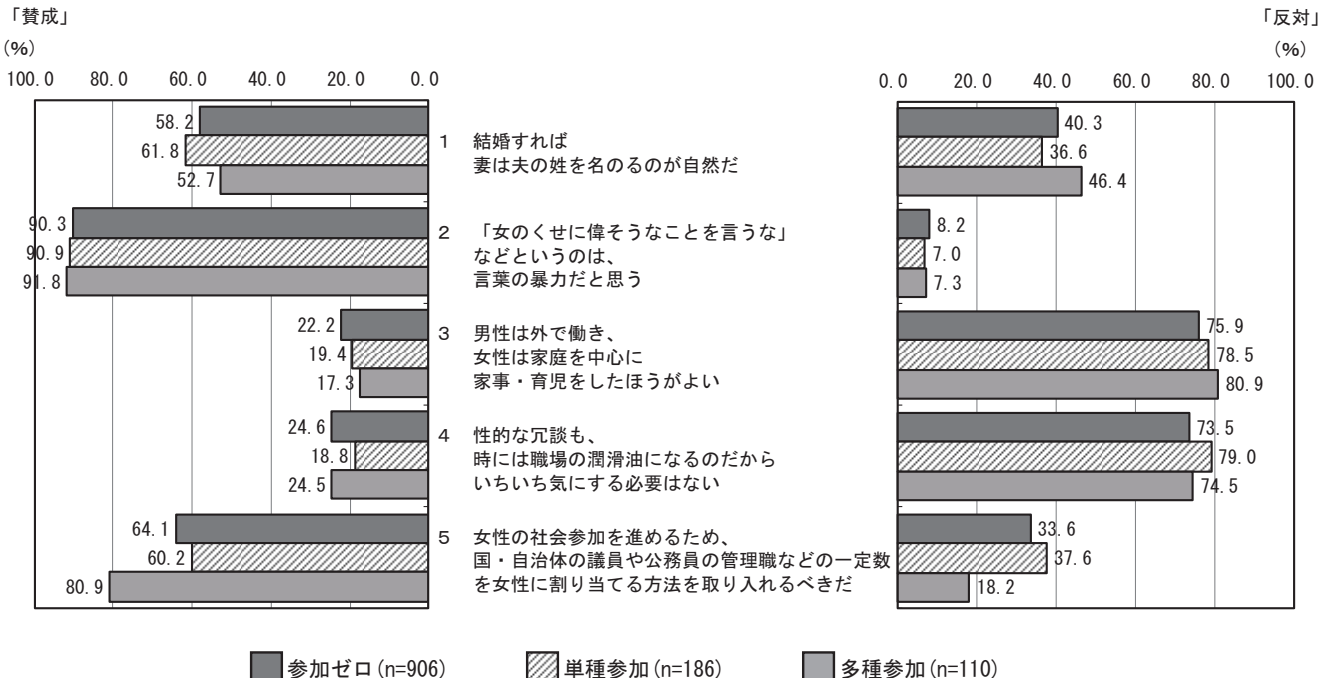 「賛成」
「反対」
(%)
(%)
100.0 80.0 60.0 40.0 20.0 0.0
0.0 20.0 40.0 60.0 80.0 100.0
58.2
61.8
52.7
1 結婚すれば
妻は夫の姓を名のるのが自然だ
40.3
36.6
46.4
90.3
90.9
91.8
2 「女のくせに偉そうなことを言うな」
などというのは、
言葉の暴力だと思う
8.2
7.0
7.3
22.2
19.4
17.3
3 男性は外で働き、
女性は家庭を中心に
家事・育児をしたほうがよい
75.9
78.5
80.9
24.6
18.8
24.5
4 性的な冗談も、
時には職場の潤滑油になるのだから
いちいち気にする必要はない
73.5
79.0
74.5
64.1
60.2
80.9
5 女性の社会参加を進めるため、
国・自治体の議員や公務員の管理職などの一定数
を女性に割り当てる方法を取り入れるべきだ
33.6
37.6
18.2
参加ゼロ(n=906) 単種参加(n=186) 多種参加(n=110)